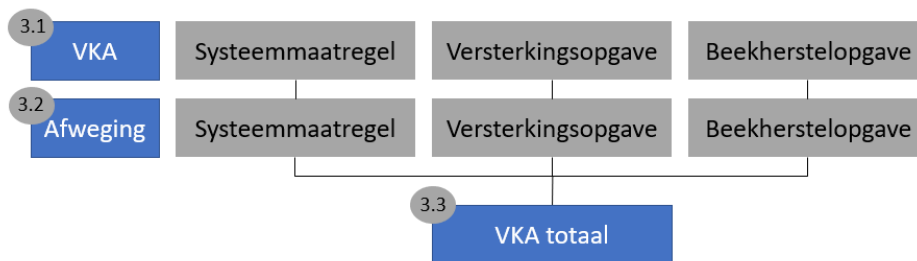 3.1
VKA Systeemmaatregel Versterkingsopgave Beekherstelopgave
3.2
Afweging Systeemmaatregel Versterkingsopgave Beekherstelopgave
3.3
VKA totaal